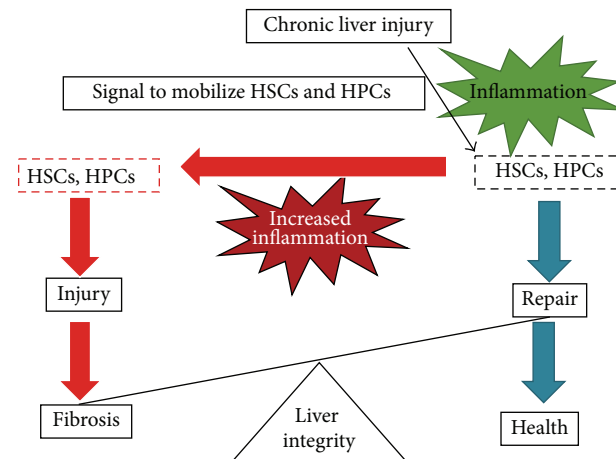 Chronic liver injury
Signal to mobilize HSCs and HPCs
Inflammation
HSCs, HPCs
HSCs, HPCs
Increased
inflammation
Injury
Repair
Fibrosis
Liver
integrity
Health